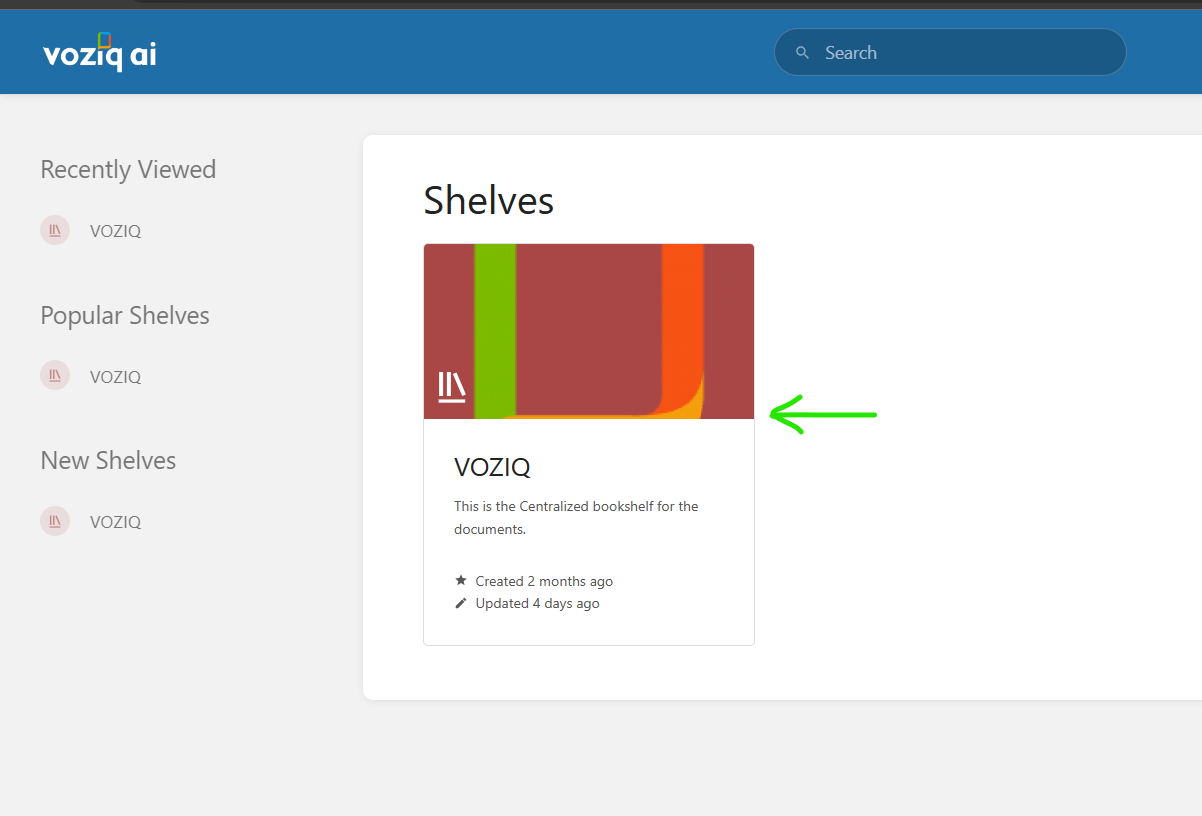 voziq ai
Search
Recently Viewed
VOZIQ
Popular Shelves
VOZIQ
New Shelves
VOZIQ
Shelves
VOZIQ
This is the Centralized bookshelf for the
documents.
Created 2 months ago
Updated 4 days ago